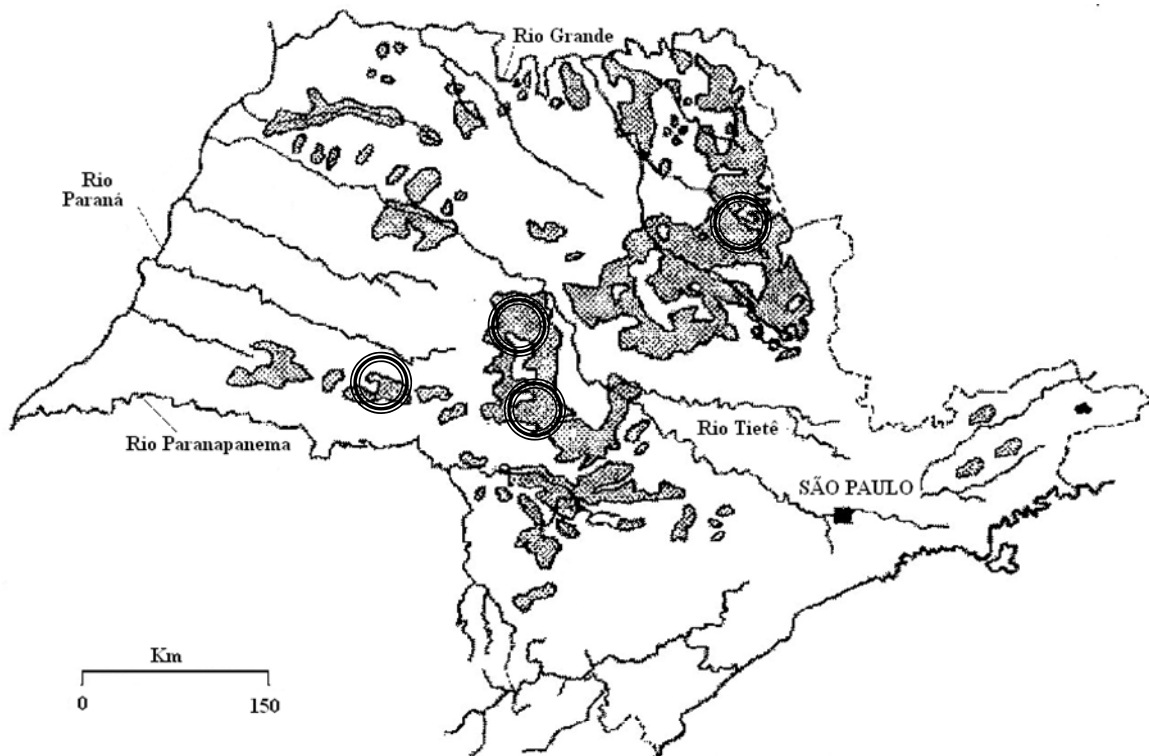 Rio Grande
Rio
Paraná
Rio Paranapanema
Rio Tietê
SÃO PAULO
Km
0 150